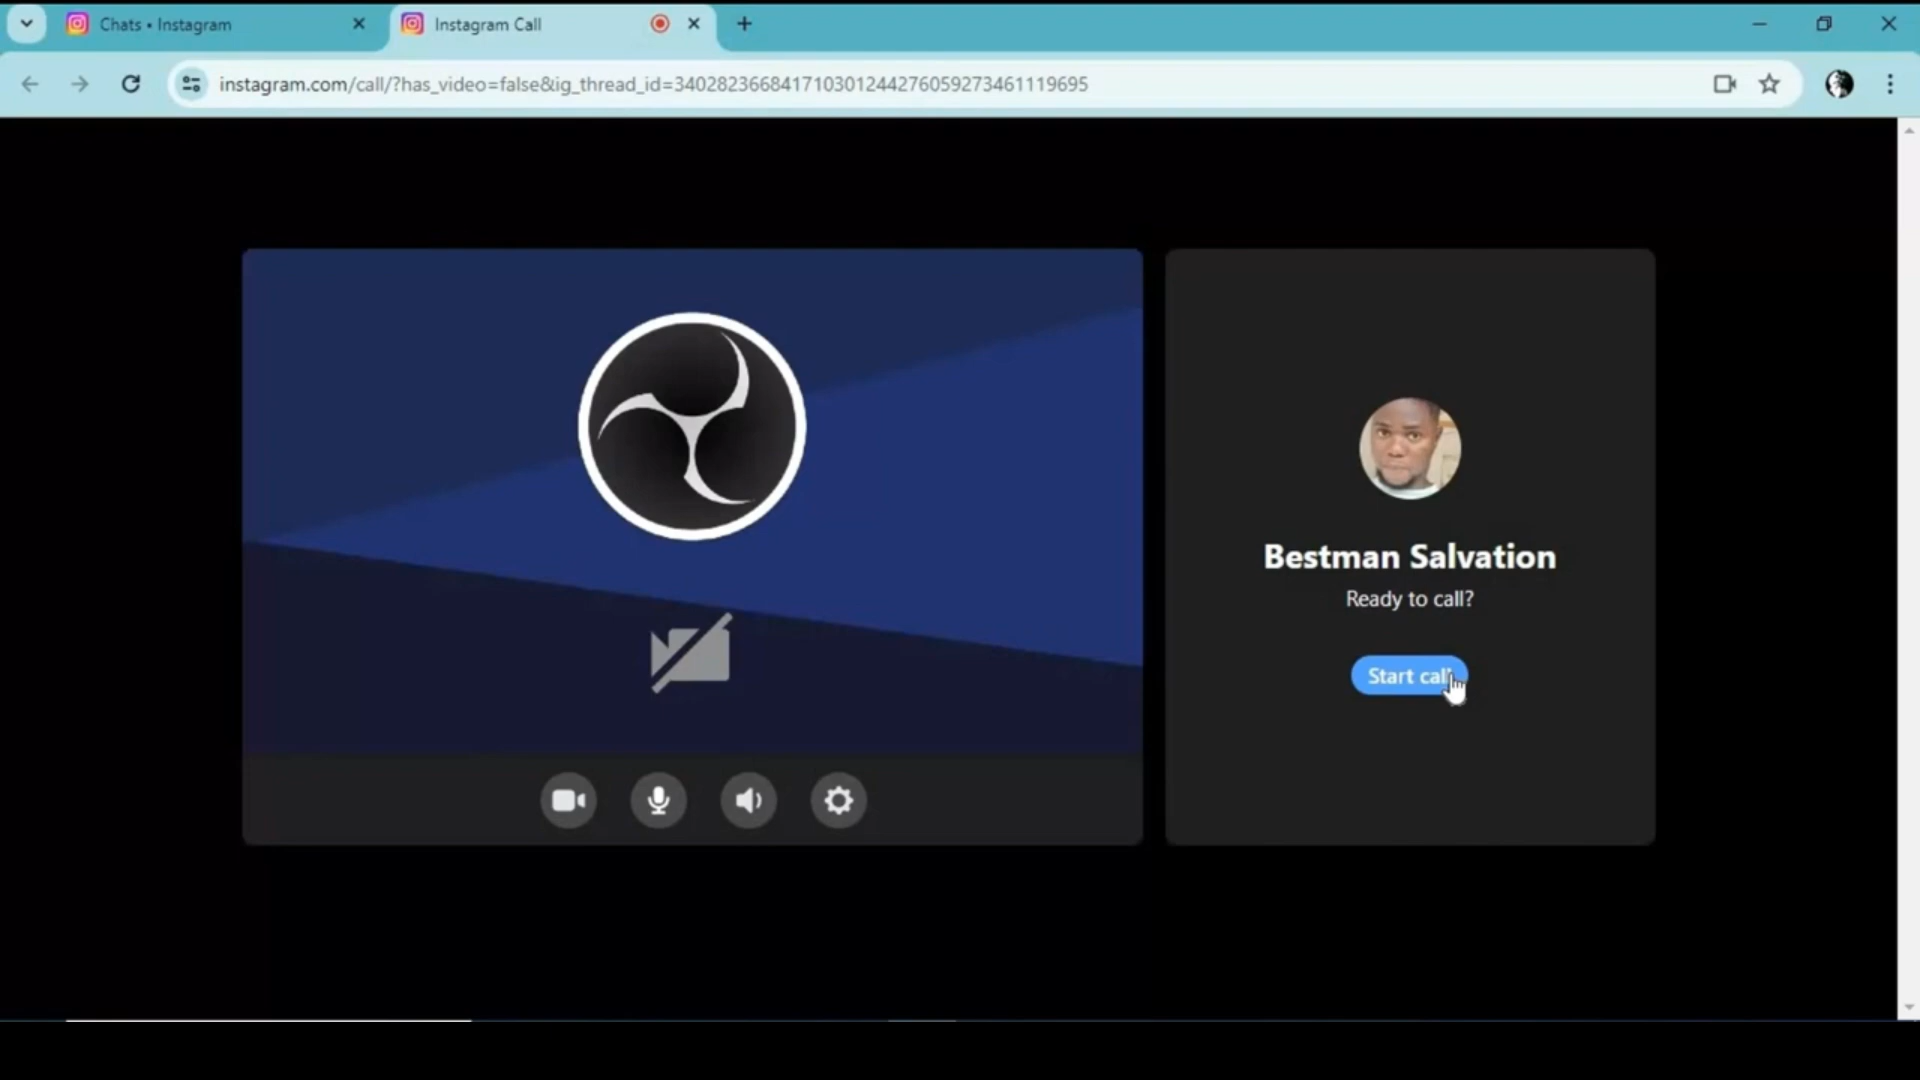 Chats • Instagram
Instagram Call
instagram.com/call/?has_video=false&ig_thread_id=340282366841710301244276059273461119695
Bestman Salvation
Ready to call?
Start call